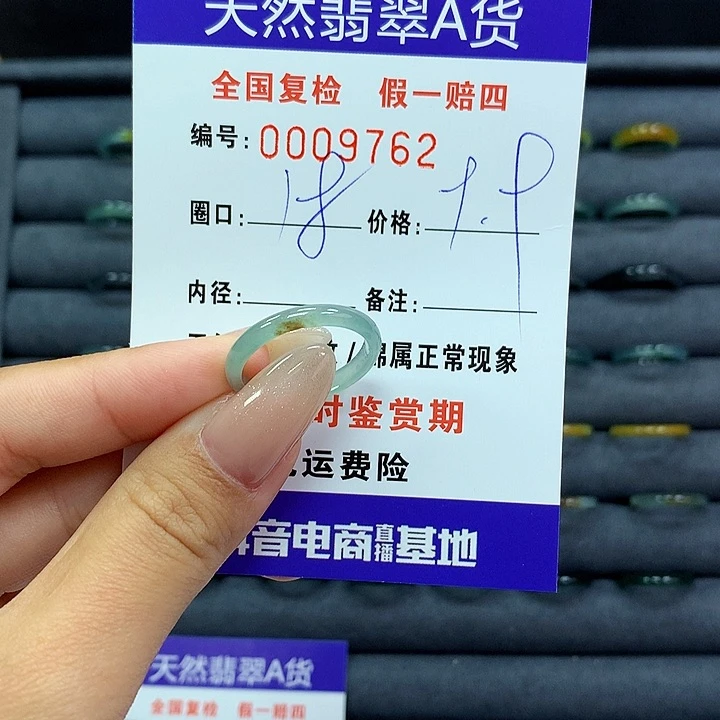 天然翡翠A货
全国复检 假一赔四
编号: 0009762
圈口: 18 价格: 1.9
内径: 备注:
/棉属正常现象
时鉴赏期
运费险
音电商直播基地
天然翡翠A货
全国复检 假一赔四